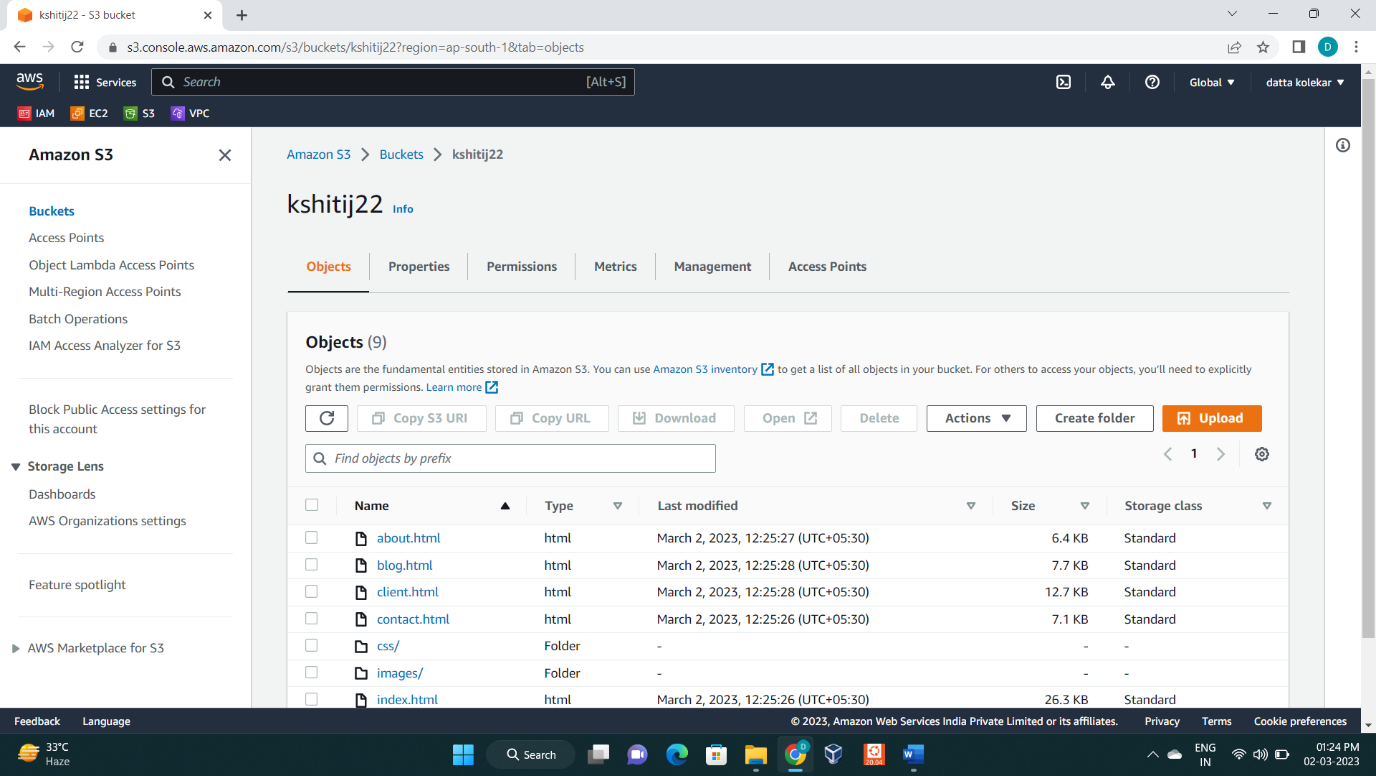 kshitij22 - S3 bucket
s3.console.aws.amazon.com/s3/buckets/kshitij22?region=ap-south-1&tab=objects
D
aws Services Search [Alt+S] Global datta kolekar
IAM EC2 S3 VPC
Amazon S3
Buckets
Access Points
Object Lambda Access Points
Multi-Region Access Points
Batch Operations
IAM Access Analyzer for S3
Block Public Access settings for
this account
Storage Lens
Dashboards
AWS Organizations settings
Feature spotlight
AWS Marketplace for S3
Amazon S3 Buckets kshitij22
kshitij22 Info
Objects Properties Permissions Metrics Management Access Points
Objects (9)
Objects are the fundamental entities stored in Amazon S3. You can use Amazon S3 inventory to get a list of all objects in your bucket. For others to access your objects, you'll need to explicitly
grant them permissions. Learn more
Copy S3 URI Copy URL Download Open Delete Actions Create folder Upload
Find objects by prefix 1
Name Type Last modified Size Storage class
about.html html March 2, 2023, 12:25:27 (UTC+05:30) 6.4 KB Standard
blog.html html March 2, 2023, 12:25:28 (UTC+05:30) 7.7 KB Standard
client.html html March 2, 2023, 12:25:28 (UTC+05:30) 12.7 KB Standard
contact.html html March 2, 2023, 12:25:26 (UTC+05:30) 7.1 KB Standard
css/ Folder - - -
images/ Folder - - -
index.html html March 2, 2023, 12:25:26 (UTC+05:30) 26.3 KB Standard
Feedback Language © 2023, Amazon Web Services India Private Limited or its affiliates. Privacy Terms Cookie preferences
33°C
Haze
Search
D
20.04
ENG
IN
01:24 PM
02-03-2023